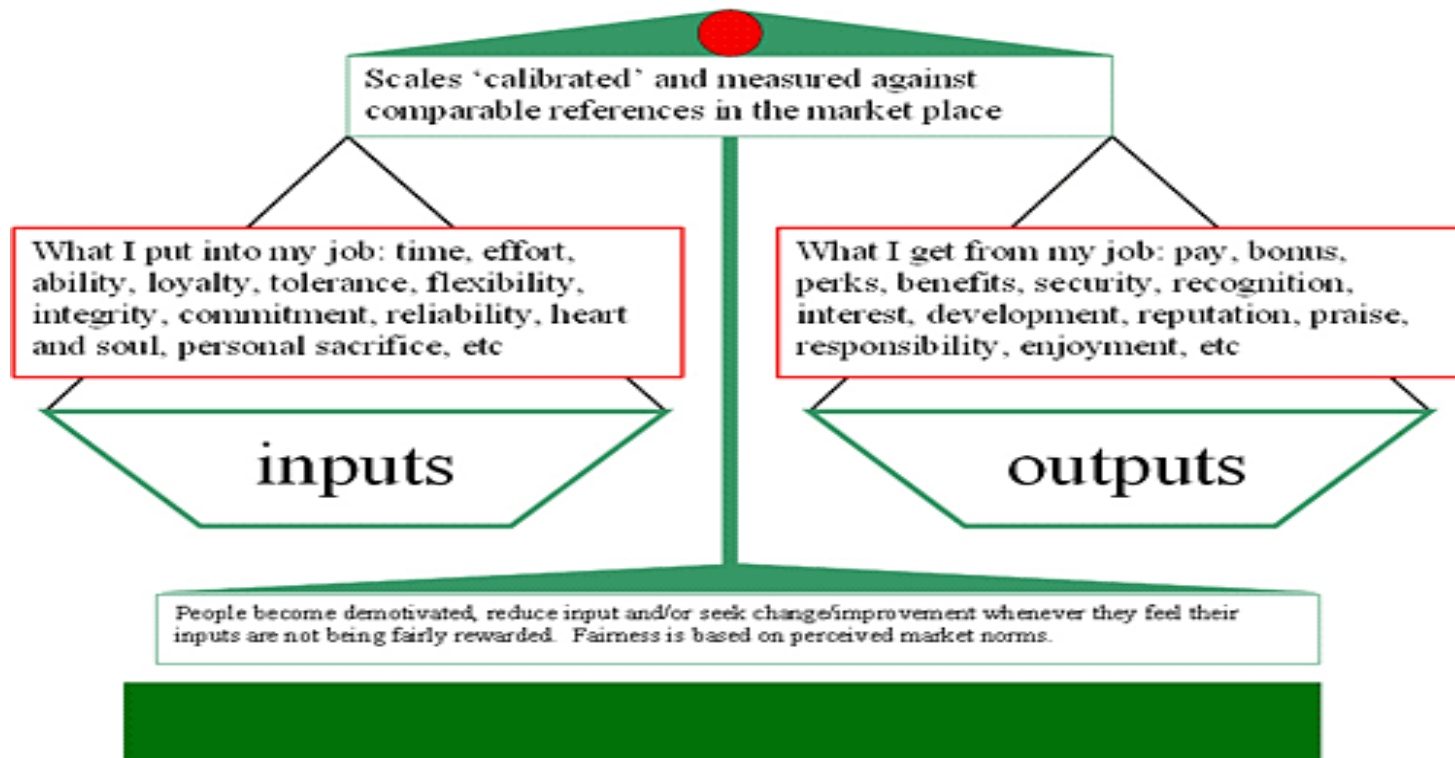 Scales ‘calibrated’ and measured against
comparable references in the market place
What I put into my job: time, effort,
ability, loyalty, tolerance, flexibility,
integrity, commitment, reliability, heart
and soul, personal sacrifice, etc
What I get from my job: pay, bonus,
perks, benefits, security, recognition,
interest, development, reputation, praise,
responsibility, enjoyment, etc
inputs
outputs
People become demotivated, reduce input and/or seek change/improvement whenever they feel their
inputs are not being fairly rewarded.  Fairness is based on perceived market norms.